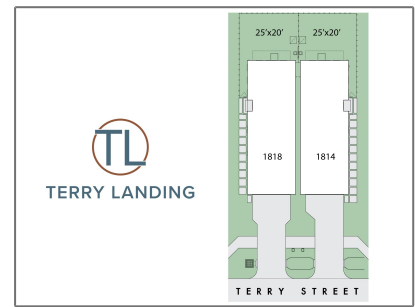 25'x20' 25'x20'
1818 1814
TL
TERRY LANDING
TERRY STREET